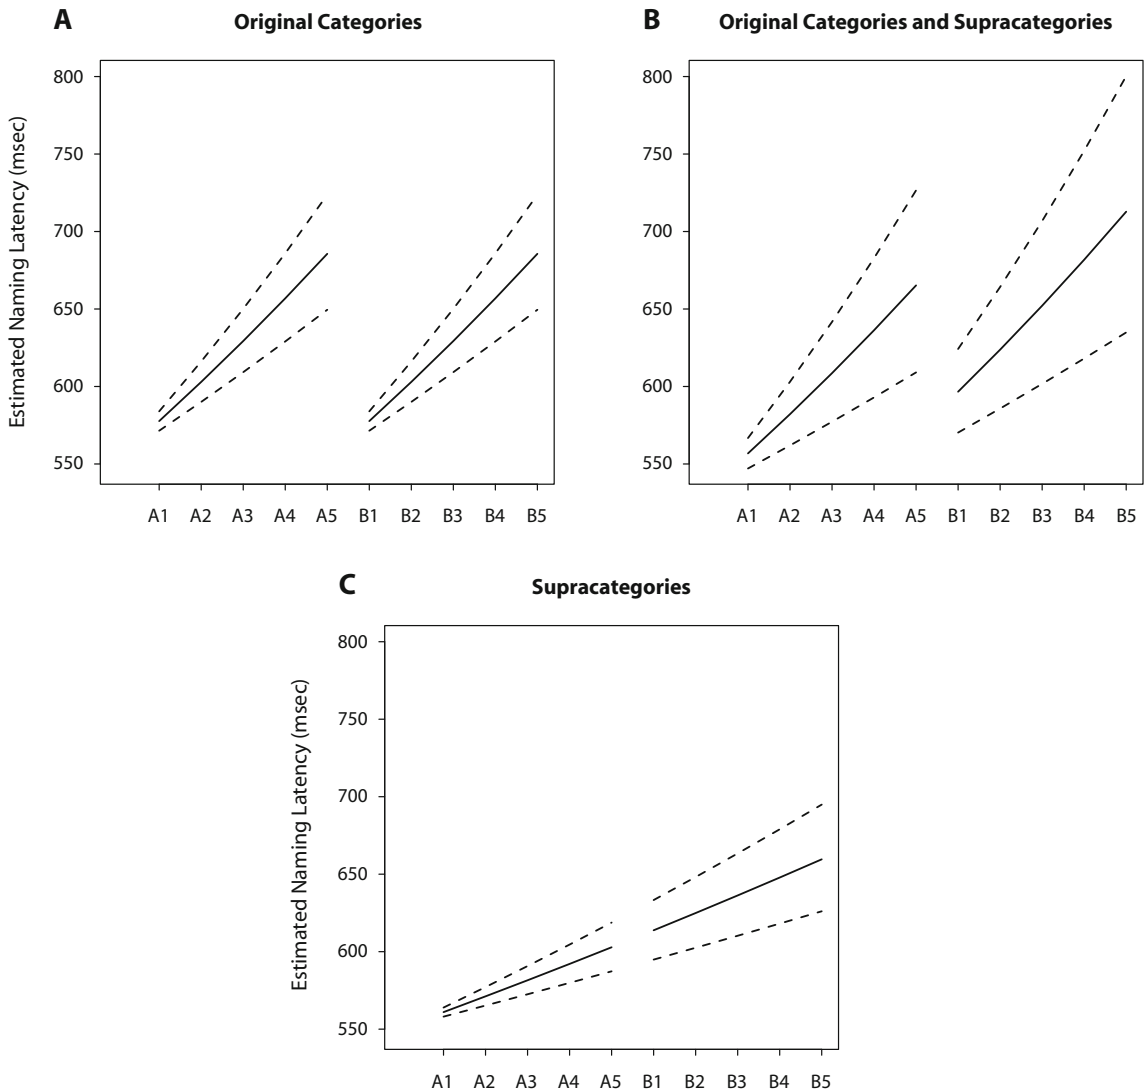 A Original Categories
800
750
700
650
600
550
Estimated Naming Latency (msec)
A1 A2 A3 A4 A5 B1 B2 B3 B4 B5
B Original Categories and Supracategories
800
750
700
650
600
550
A1 A2 A3 A4 A5 B1 B2 B3 B4 B5
C Supracategories
800
750
700
650
600
550
Estimated Naming Latency (msec)
A1 A2 A3 A4 A5 B1 B2 B3 B4 B5